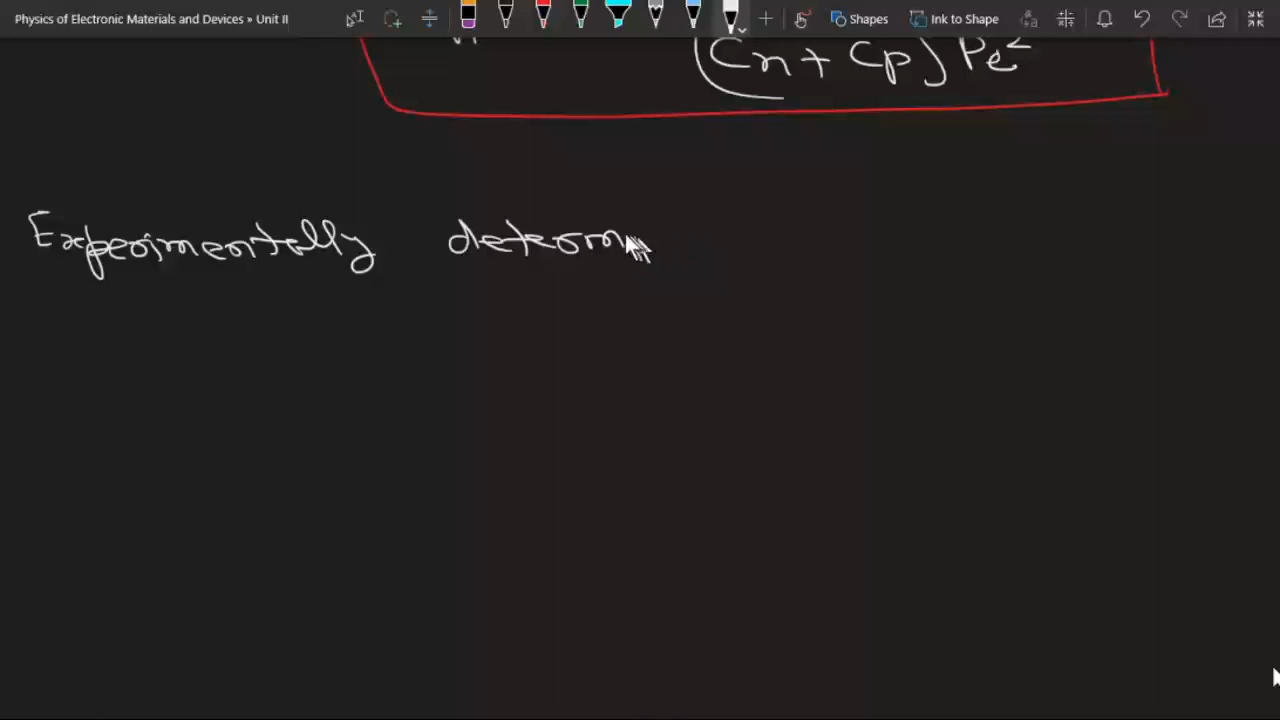 Physics of Electronic Materials and Devices » Unit II Shapes Ink to Shape
(Cn + Cp) Pe²
Experimentally determ